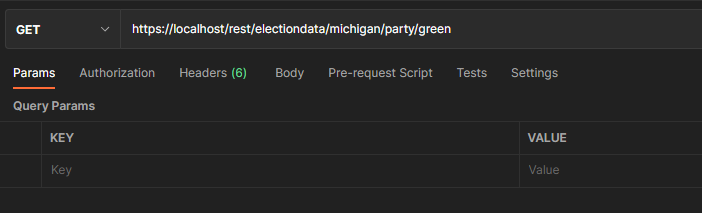 GET https://localhost/rest/electiondata/michigan/party/green
Params Authorization Headers (6) Body Pre-request Script Tests Settings
Query Params
KEY VALUE
Key Value